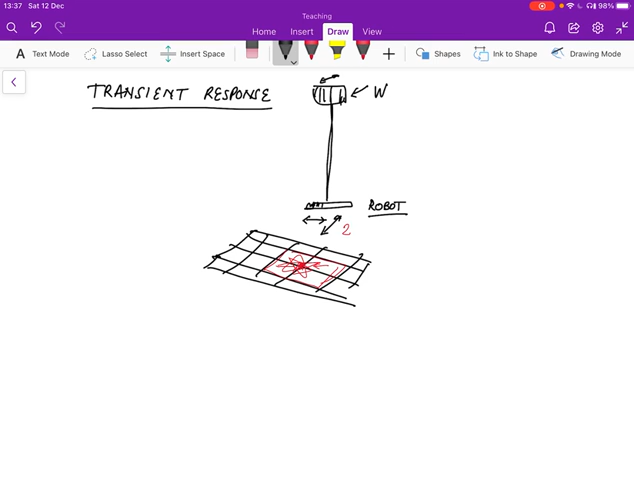 13:37 Sat 12 Dec
98%
Teaching
Home Insert Draw View
A Text Mode Lasso Select Insert Space Shapes Ink to Shape Drawing Mode
TRANSIENT RESPONSE
W
ROBOT
2